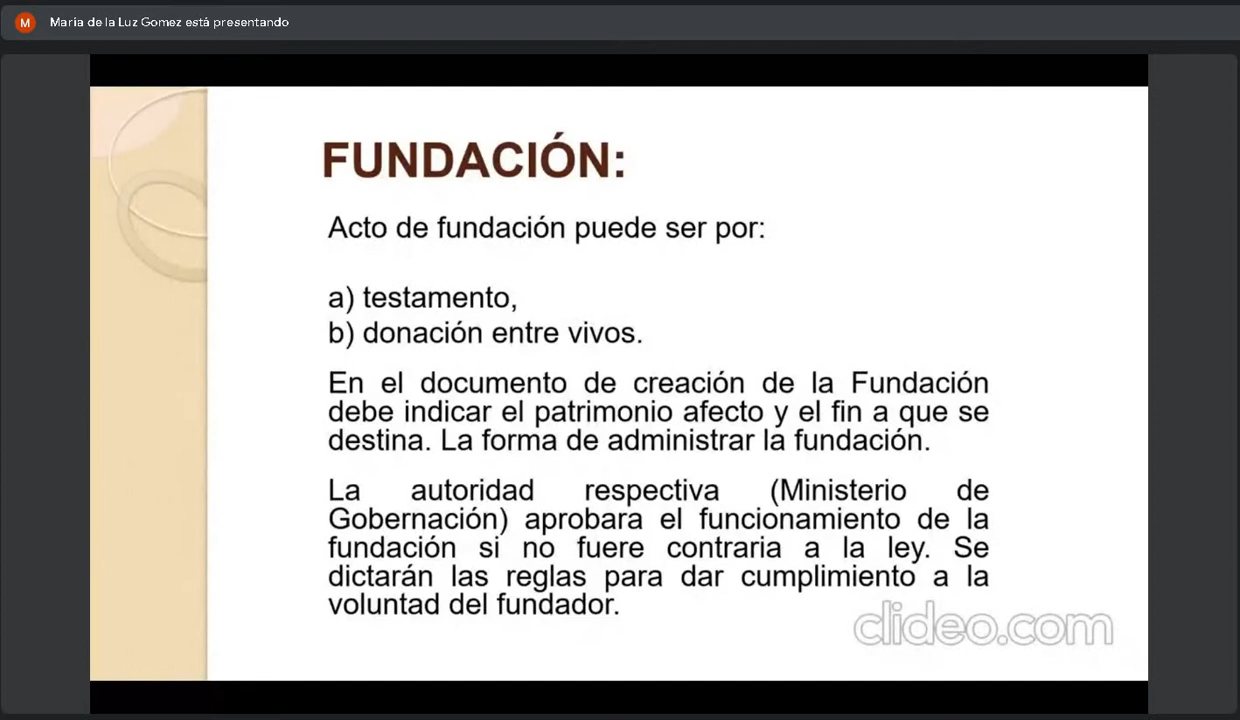 M
Maria de la Luz Gomez está presentando
FUNDACIÓN:
Acto de fundación puede ser por:
a) testamento,
b) donación entre vivos.
En el documento de creación de la Fundación
debe indicar el patrimonio afecto y el fin a que se
destina. La forma de administrar la fundación.
La autoridad respectiva (Ministerio de
Gobernación) aprobara el funcionamiento de la
fundación si no fuere contraria a la ley. Se
dictarán las reglas para dar cumplimiento a la
voluntad del fundador.
clideo.com